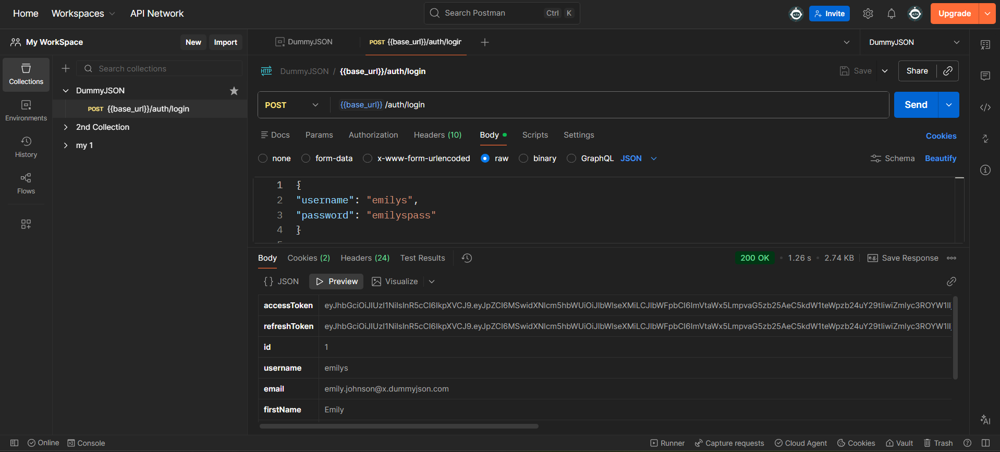 Home Workspaces API Network Search Postman Ctrl K Invite Upgrade
My WorkSpace New Import DummyJSON POST {{base_url}}/auth/login DummyJSON
Collections
Environments
History
Flows
Search collections
DummyJSON
POST {{base_url}}/auth/login
2nd Collection
my 1
HTTP DummyJSON / {{base_url}}/auth/login Save Share
POST {{base_url}}/auth/login Send
Docs Params Authorization Headers (10) Body Scripts Settings Cookies
none form-data x-www-form-urlencoded raw binary GraphQL JSON Schema Beautify
1 {
2 "username": "emilys",
3 "password": "emilyspass"
4 }
Body Cookies (2) Headers (24) Test Results 200 OK • 1.26 s • 2.74 KB e.g. Save Response
{} JSON Preview Visualize
accessToken
refreshToken
id 1
username emilys
email emily.johnson@x.dummyjson.com
firstName Emily
Online Console Runner Capture requests Cloud Agent Cookies Vault Trash
AI